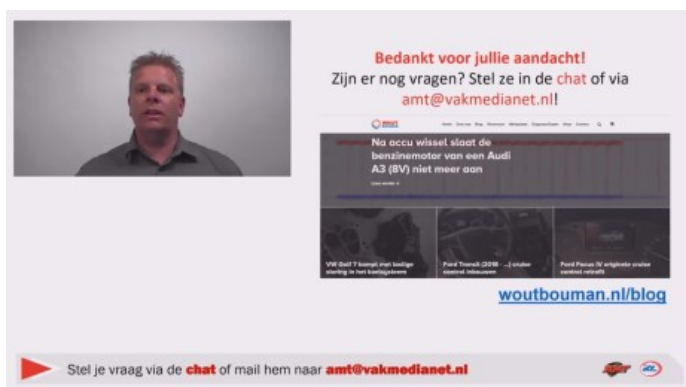 Bedankt voor jullie aandacht!
Zijn er nog vragen? Stel ze in de chat of via
amt@vakmedianet.nl!
Na accu wissel slaat de
benzinemotor van een Audi
A3 (8V) niet meer aan
VW Golf 7 kampt met lastige
storing in het koelsysteem
Ford Transit (2018 - ...) cruise
control inbouwen
Ford Focus IV originele cruise
control retrofit
woutbouman.nl/blog
Stel je vraag via de chat of mail hem naar amt@vakmedianet.nl
AMT